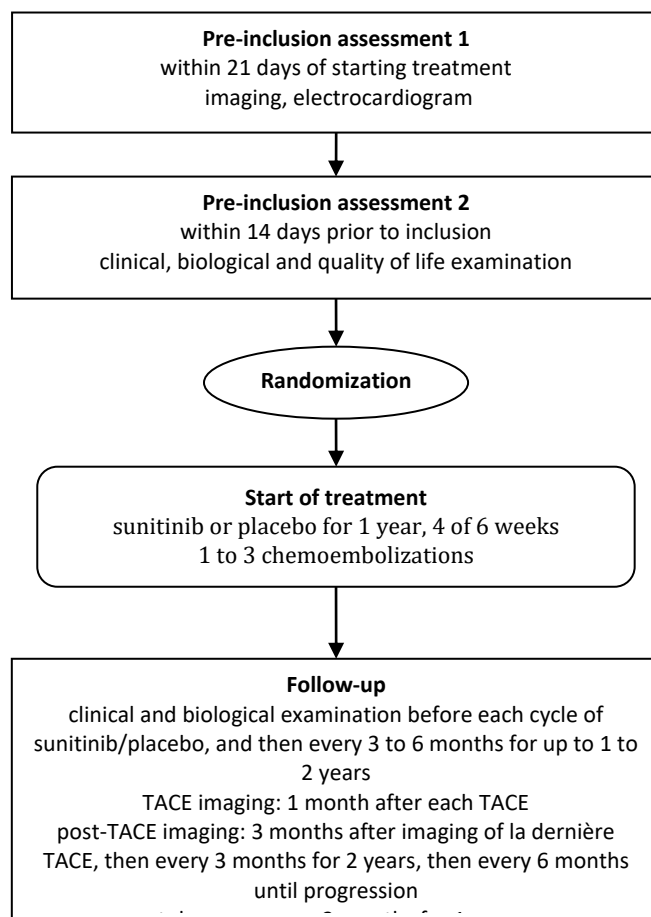 Pre-inclusion assessment 1
within 21 days of starting treatment
imaging, electrocardiogram
Pre-inclusion assessment 2
within 14 days prior to inclusion
clinical, biological and quality of life examination
Randomization
Start of treatment
sunitinib or placebo for 1 year, 4 of 6 weeks
1 to 3 chemoembolizations
Follow-up
clinical and biological examination before each cycle of
sunitinib/placebo, and then every 3 to 6 months for up to 1 to
2 years
TACE imaging: 1 month after each TACE
post-TACE imaging: 3 months after imaging of la dernière
TACE, then every 3 months for 2 years, then every 6 months
until progression